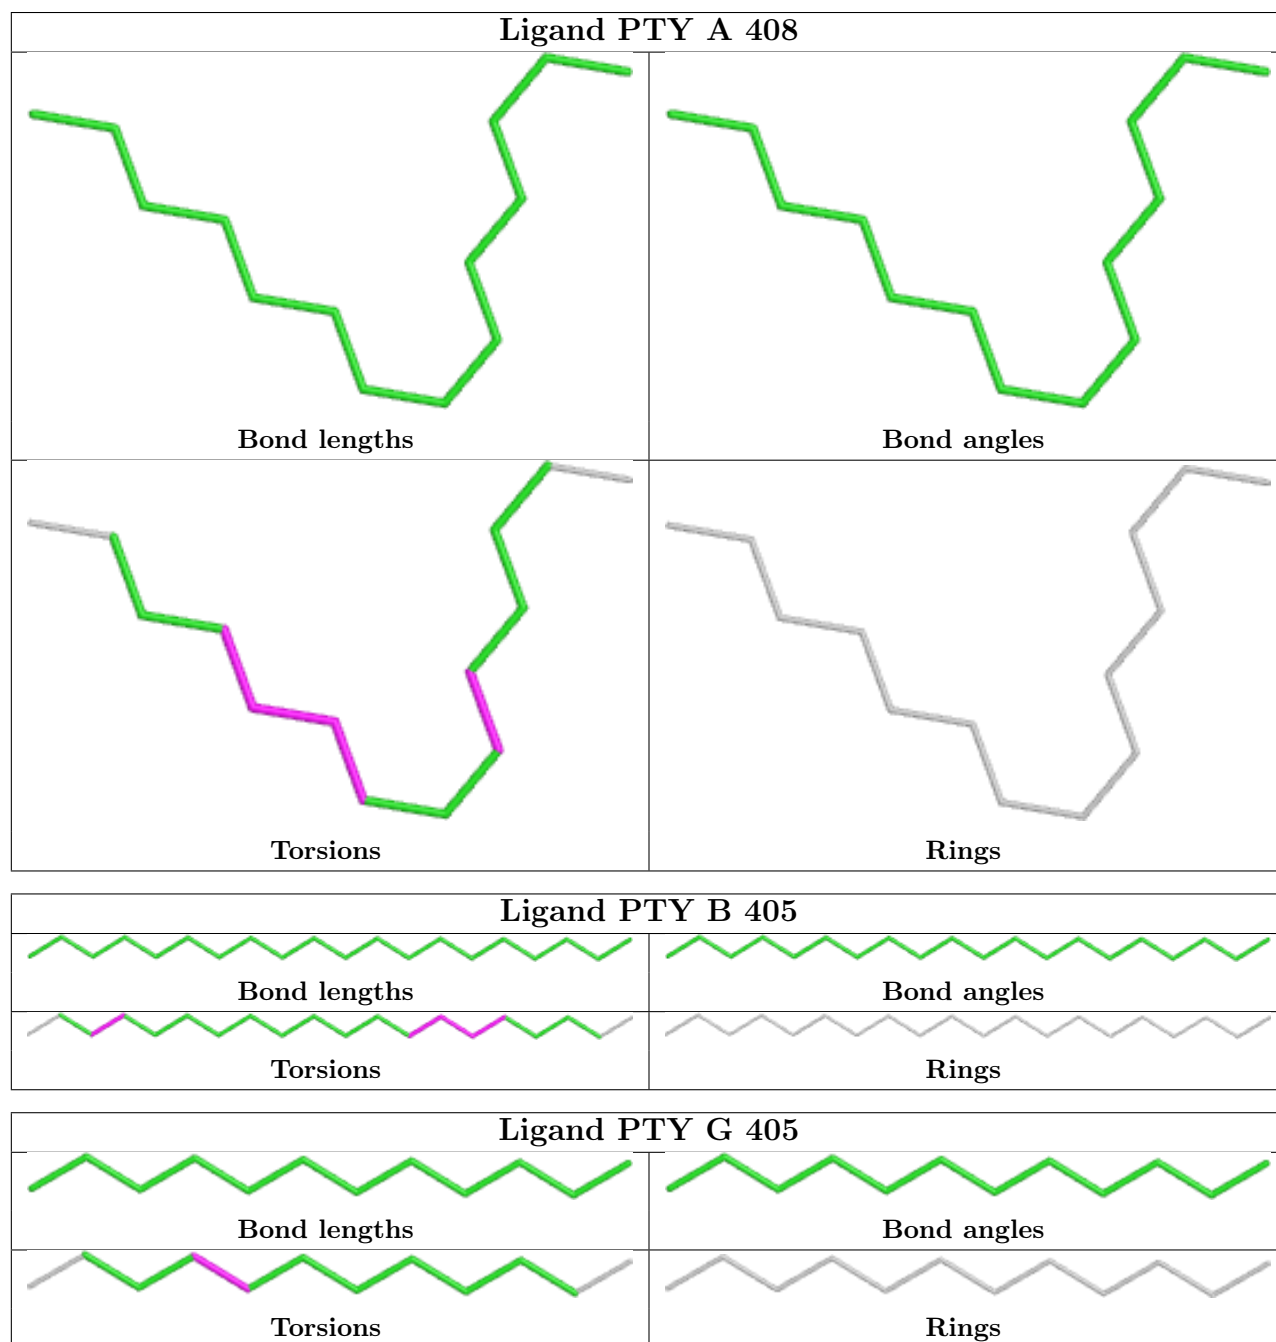 Ligand PTY A 408
Bond lengths
Bond angles
Torsions
Rings
Ligand PTY B 405
Bond lengths
Bond angles
Torsions
Rings
Ligand PTY G 405
Bond lengths
Bond angles
Torsions
Rings